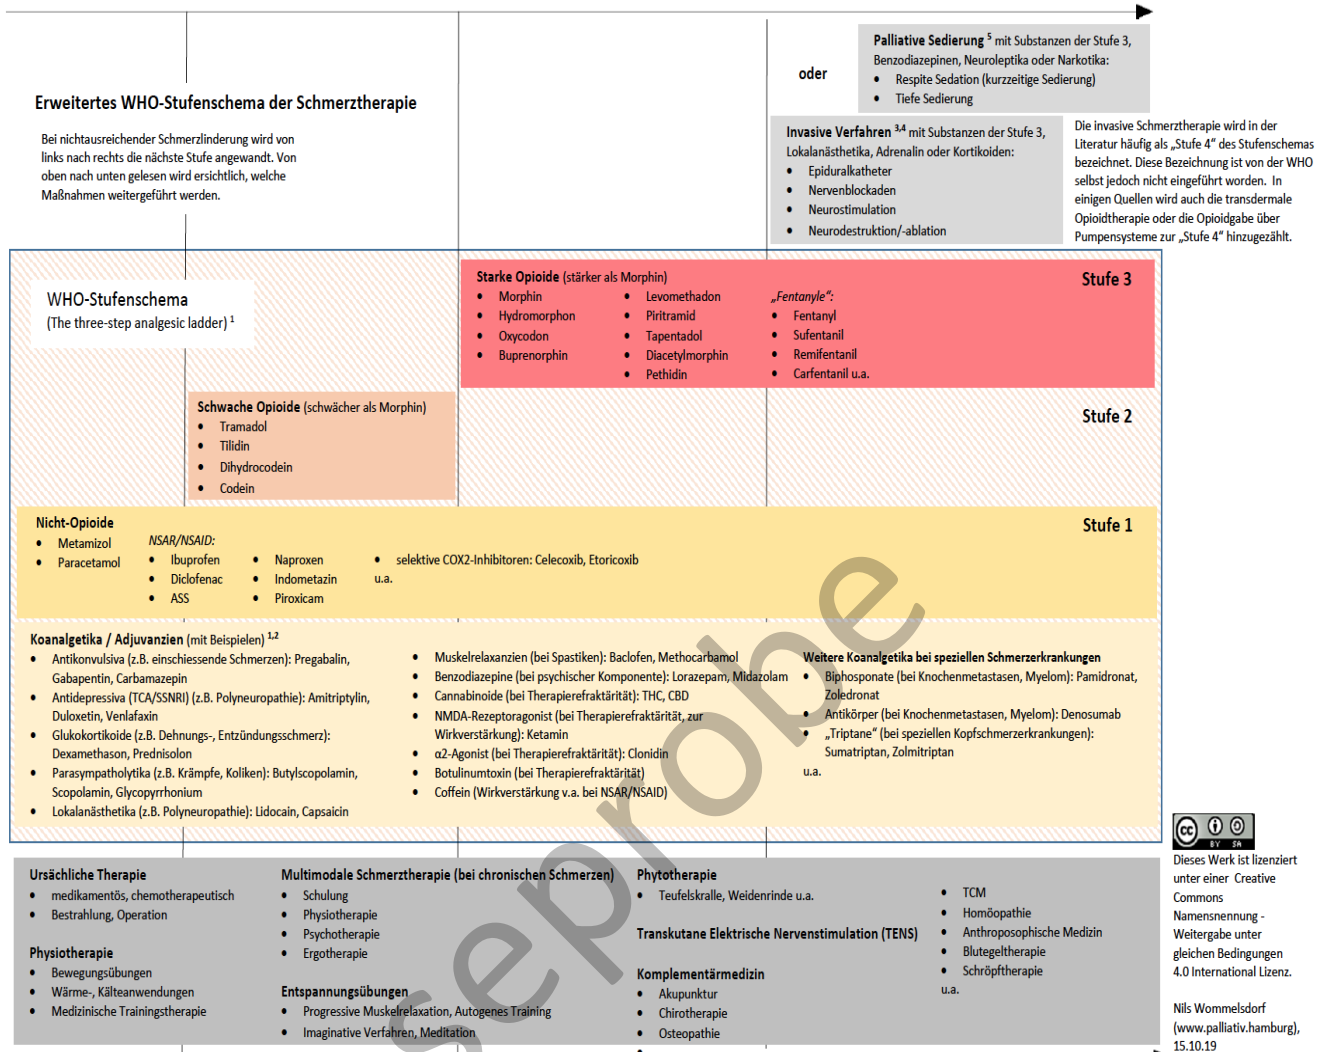 Erweitertes WHO-Stufenschema der Schmerztherapie
Bei nichtausreichender Schmerzlinderung wird von
links nach rechts die nächste Stufe angewandt. Von
oben nach unten gelesen wird ersichtlich, welche
Maßnahmen weitergeführt werden.
oder
Palliative Sedierung 5 mit Substanzen der Stufe 3,
Benzodiazepinen, Neuroleptika oder Narkotika:
• Respite Sedation (kurzzeitige Sedierung)
• Tiefe Sedierung
Invasive Verfahren 3,4 mit Substanzen der Stufe 3,
Lokalanästhetika, Adrenalin oder Kortikoiden:
• Epiduralkatheter
• Nervenblockaden
• Neurostimulation
• Neurodestruktion/-ablation
Die invasive Schmerztherapie wird in der
Literatur häufig als „Stufe 4“ des Stufenschemas
bezeichnet. Diese Bezeichnung ist von der WHO
selbst jedoch nicht eingeführt worden. In
einigen Quellen wird auch die transdermale
Opioidtherapie oder die Opioidgabe über
Pumpensysteme zur „Stufe 4“ hinzugezählt.
WHO-Stufenschema
(The three-step analgesic ladder) 1
Starke Opioide (stärker als Morphin)
• Morphin
• Hydromorphon
• Oxycodon
• Buprenorphin
• Levomethadon
• Piritramid
• Tapentadol
• Diacetylmorphin
• Pethidin
„Fentanyle“:
• Fentanyl
• Sufentanil
• Remifentanil
• Carfentanil u.a.
Stufe 3
Schwache Opioide (schwächer als Morphin)
• Tramadol
• Tilidin
• Dihydrocodein
• Codein
Stufe 2
Nicht-Opioide
• Metamizol
• Paracetamol
NSAR/NSAID:
• Ibuprofen
• Diclofenac
• ASS
• Naproxen
• Indometazin
• Piroxicam
• selektive COX2-Inhibitoren: Celecoxib, Etoricoxib
u.a.
Stufe 1
Koanalgetika / Adjuvanzien (mit Beispielen) 1,2
• Antikonvulsiva (z.B. einschiessende Schmerzen): Pregabalin,
Gabapentin, Carbamazepin
• Antidepressiva (TCA/SSNRI) (z.B. Polyneuropathie): Amitriptylin,
Duloxetin, Venlafaxin
• Glukokortikoide (z.B. Dehnungs-, Entzündungsschmerz):
Dexamethason, Prednisolon
• Parasympatholytika (z.B. Krämpfe, Koliken): Butylscopolamin,
Scopolamin, Glycopyrrhonium
• Lokalanästhetika (z.B. Polyneuropathie): Lidocain, Capsaicin
• Muskelrelaxanzien (bei Spastiken): Baclofen, Methocarbamol
• Benzodiazepine (bei psychischer Komponente): Lorazepam, Midazolam
• Cannabinoide (bei Therapierefraktärität): THC, CBD
• NMDA-Rezeptoragonist (bei Therapierefraktärität, zur
Wirkverstärkung): Ketamin
• α2-Agonist (bei Therapierefraktärität): Clonidin
• Botulinumtoxin (bei Therapierefraktärität)
• Coffein (Wirkverstärkung v.a. bei NSAR/NSAID)
Weitere Koanalgetika bei speziellen Schmerzerkrankungen
• Biphosponate (bei Knochenmetastasen, Myelom): Pamidronat,
Zoledronat
• Antikörper (bei Knochenmetastasen, Myelom): Denosumab
• „Triptane“ (bei speziellen Kopfschmerzerkrankungen):
Sumatriptan, Zolmitriptan
u.a.
Ursächliche Therapie
• medikamentös, chemotherapeutisch
• Bestrahlung, Operation
Physiotherapie
• Bewegungsübungen
• Wärme-, Kälteanwendungen
• Medizinische Trainingstherapie
Multimodale Schmerztherapie (bei chronischen Schmerzen)
• Schulung
• Physiotherapie
• Psychotherapie
• Ergotherapie
Entspannungsübungen
• Progressive Muskelrelaxation, Autogenes Training
• Imaginative Verfahren, Meditation
Phytotherapie
• Teufelskralle, Weidenrinde u.a.
Transkutane Elektrische Nervenstimulation (TENS)
Komplementärmedizin
• Akupunktur
• Chirotherapie
• Osteopathie
• TCM
• Homöopathie
• Anthroposophische Medizin
• Blutegeltherapie
• Schröpftherapie
u.a.
cc BY SA
Dieses Werk ist lizenziert
unter einer Creative
Commons
Namensnennung -
Weitergabe unter
gleichen Bedingungen
4.0 International Lizenz.
Nils Wommelsdorf
(www.palliativ.hamburg),
15.10.19
seprobe